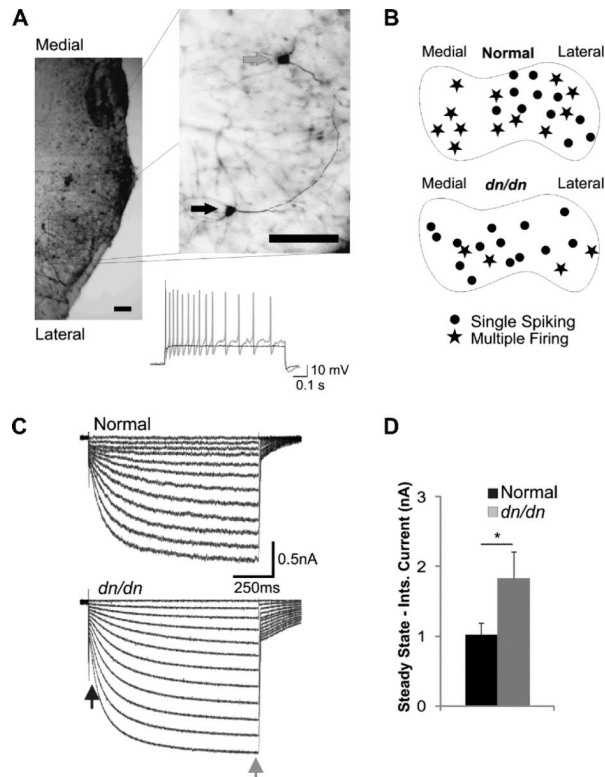 A
Medial
Lateral
10 mV
0.1 s
B
Medial Normal Lateral
Medial dn/dn Lateral
Single Spiking
Multiple Firing
C
Normal
0.5nA
250ms
dn/dn
D
Normal
dn/dn
*
3
2
1
0
Steady State - Ints. Current (nA)